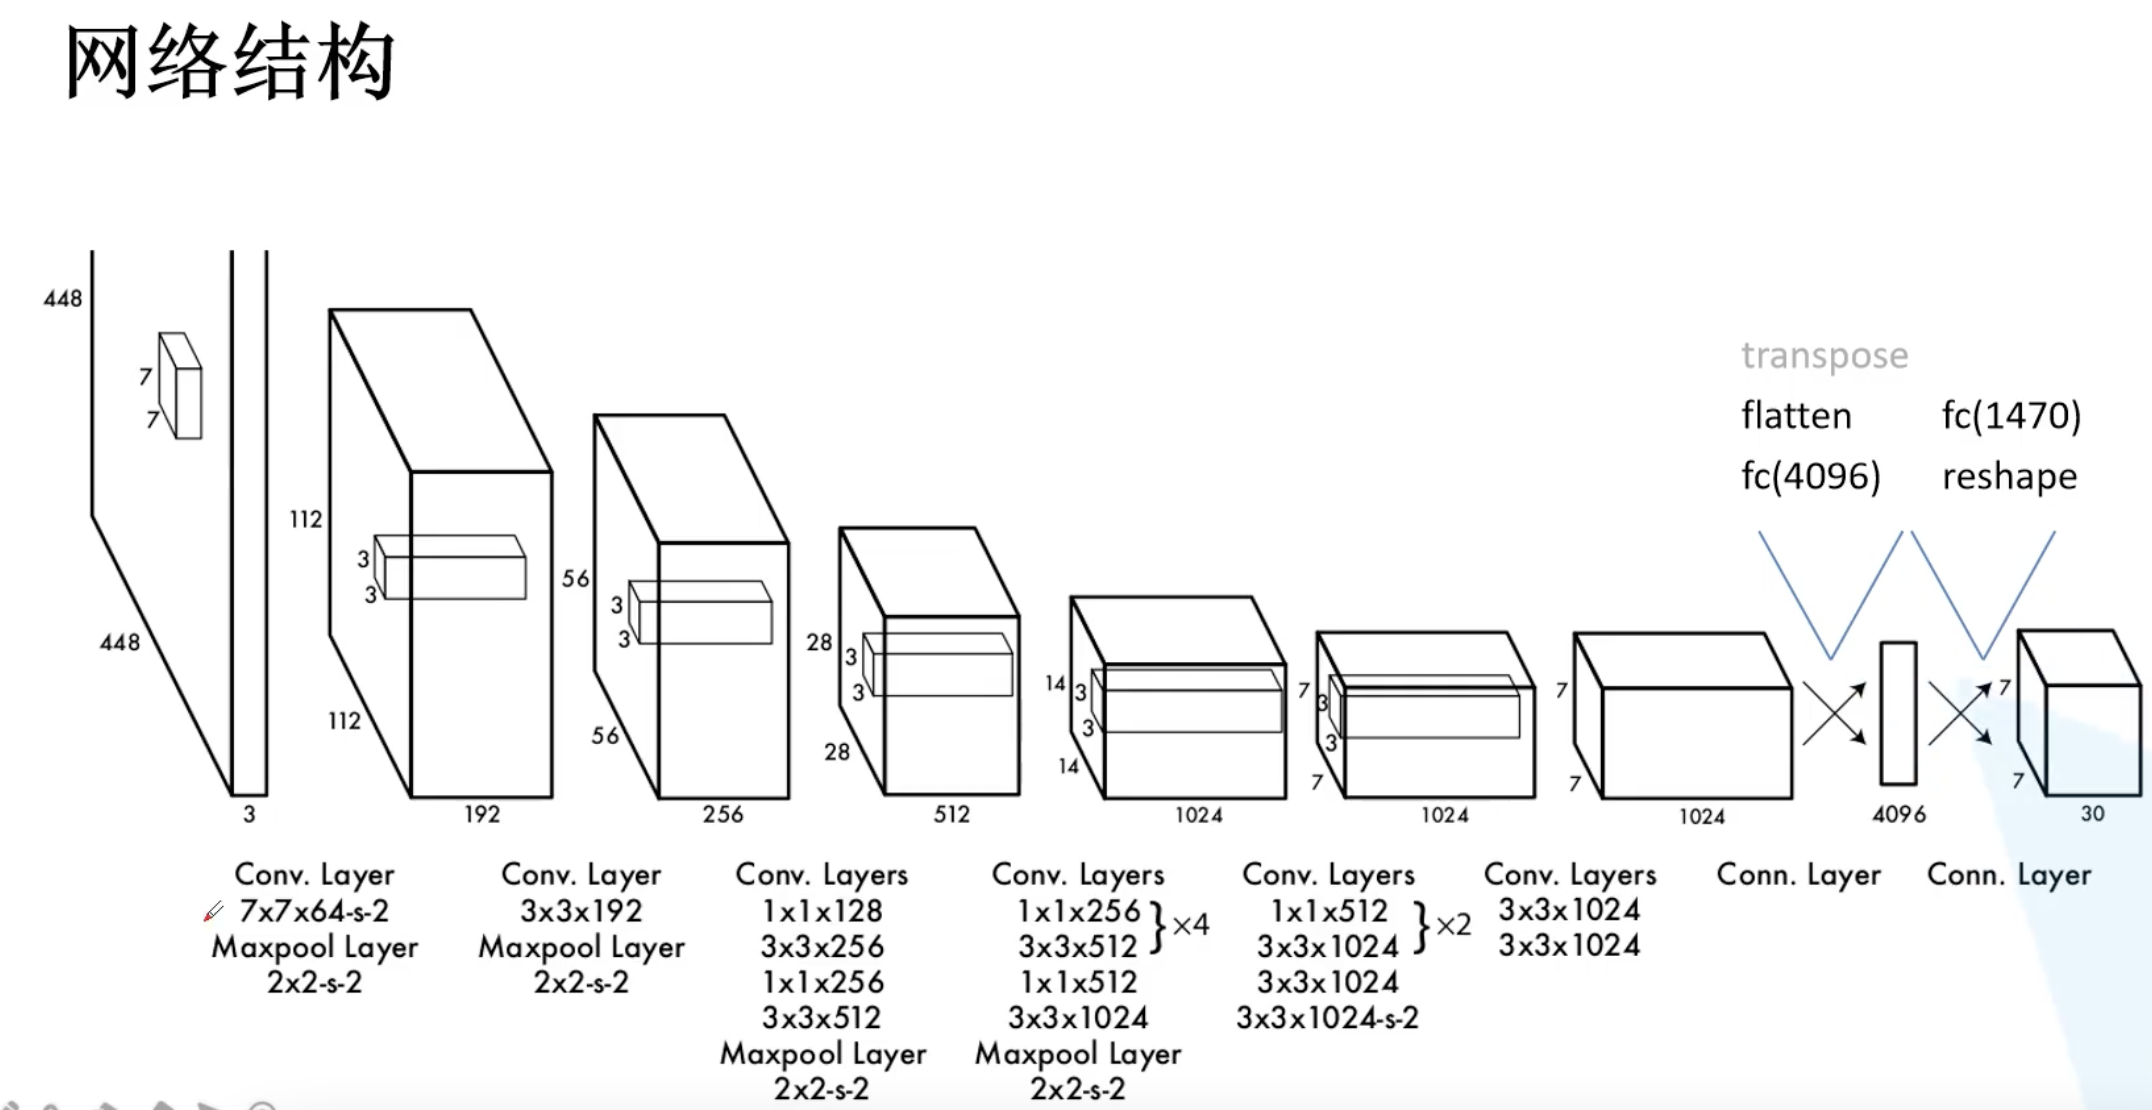 网络结构
448
7
7
448
3
112
3
3
112
192
56
3
3
56
256
28
3
3
28
512
14
3
3
14
1024
7
3
3
7
1024
7
7
1024
transpose
flatten
fc(4096)
fc(1470)
reshape
4096
7
7
30
Conv. Layer
7x7x64-s-2
Maxpool Layer
2x2-s-2
Conv. Layer
3x3x192
Maxpool Layer
2x2-s-2
Conv. Layers
1x1x128
3x3x256
1x1x256
3x3x512
Maxpool Layer
2x2-s-2
Conv. Layers
1x1x256
3x3x512
}×4
1x1x512
3x3x1024
Maxpool Layer
2x2-s-2
Conv. Layers
1x1x512
3x3x1024
}×2
3x3x1024
3x3x1024-s-2
Conv. Layers
3x3x1024
3x3x1024
Conn. Layer
Conn. Layer